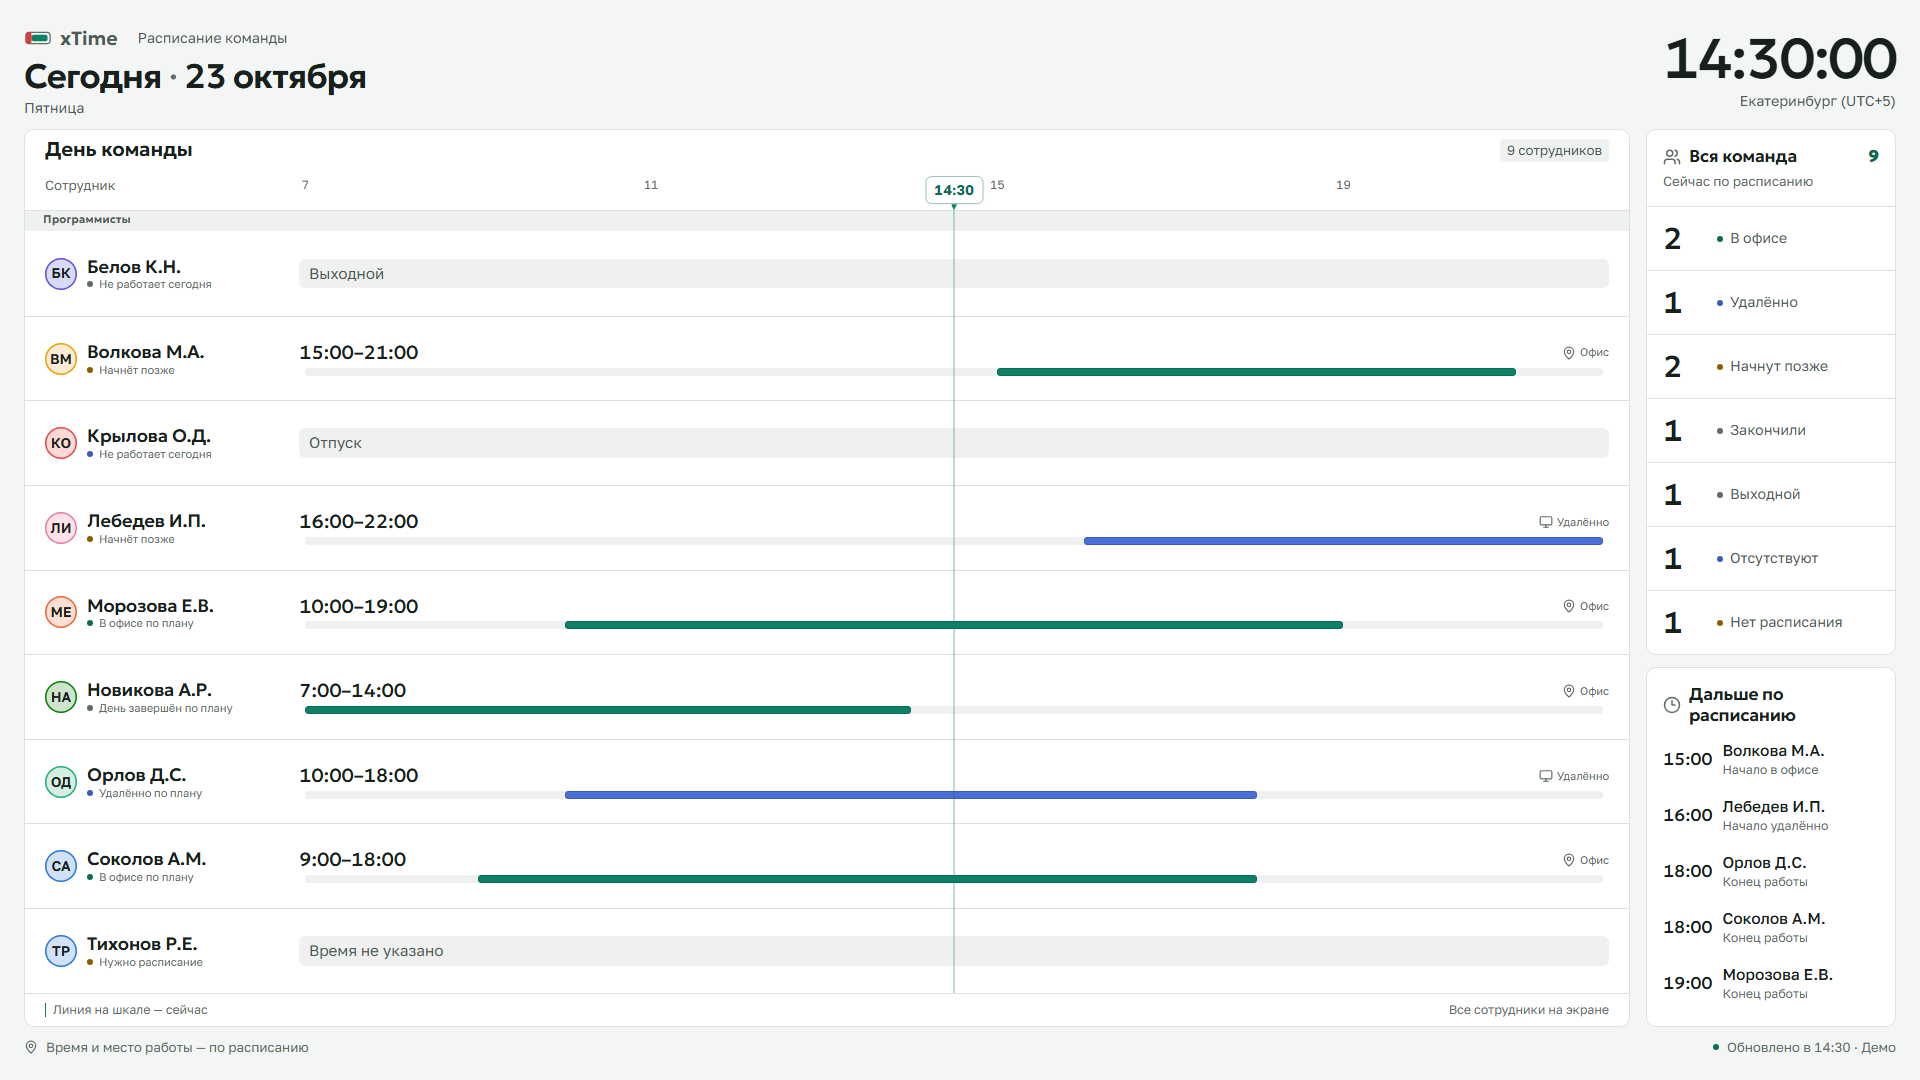 xTime Расписание команды
Сегодня · 23 октября
Пятница
14:30:00
Екатеринбург (UTC+5)
День команды
9 сотрудников
Сотрудник 7 11 14:30 15 19
Программисты
БК Белов К.Н.
Не работает сегодня
Выходной
ВМ Волкова М.А.
Начнёт позже
15:00–21:00
Офис
КО Крылова О.Д.
Не работает сегодня
Отпуск
ЛИ Лебедев И.П.
Начнёт позже
16:00–22:00
Удалённо
МЕ Морозова Е.В.
В офисе по плану
10:00–19:00
Офис
НА Новикова А.Р.
День завершён по плану
7:00–14:00
Офис
ОД Орлов Д.С.
Удалённо по плану
10:00–18:00
Удалённо
СА Соколов А.М.
В офисе по плану
9:00–18:00
Офис
ТР Тихонов Р.Е.
Нужно расписание
Время не указано
Линия на шкале — сейчас
Все сотрудники на экране
Вся команда 9
Сейчас по расписанию
2 В офисе
1 Удалённо
2 Начнут позже
1 Закончили
1 Выходной
1 Отсутствуют
1 Нет расписания
Дальше по
расписанию
15:00 Волкова М.А.
Начало в офисе
16:00 Лебедев И.П.
Начало удалённо
18:00 Орлов Д.С.
Конец работы
18:00 Соколов А.М.
Конец работы
19:00 Морозова Е.В.
Конец работы
Время и место работы — по расписанию
Обновлено в 14:30 · Демо